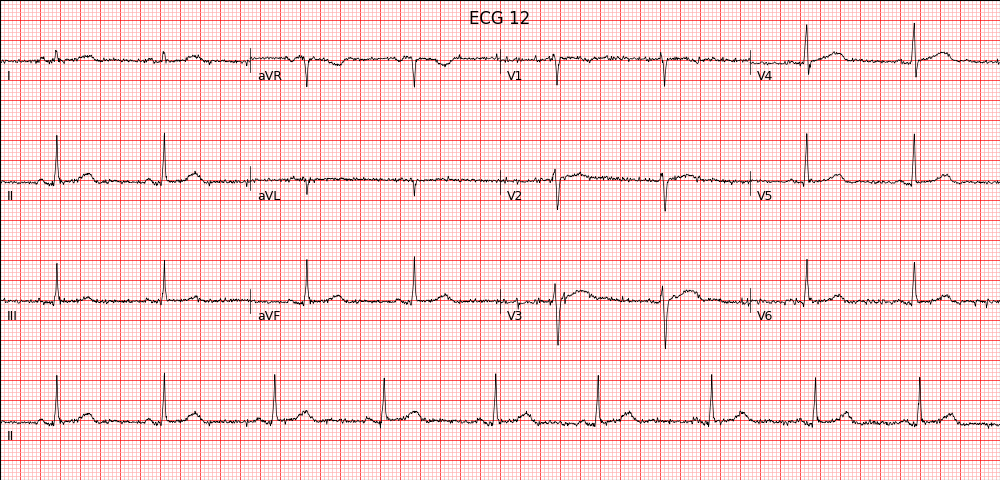 ECG 12
I aVR V1 V4
II aVL V2 V5
III aVF V3 V6
II